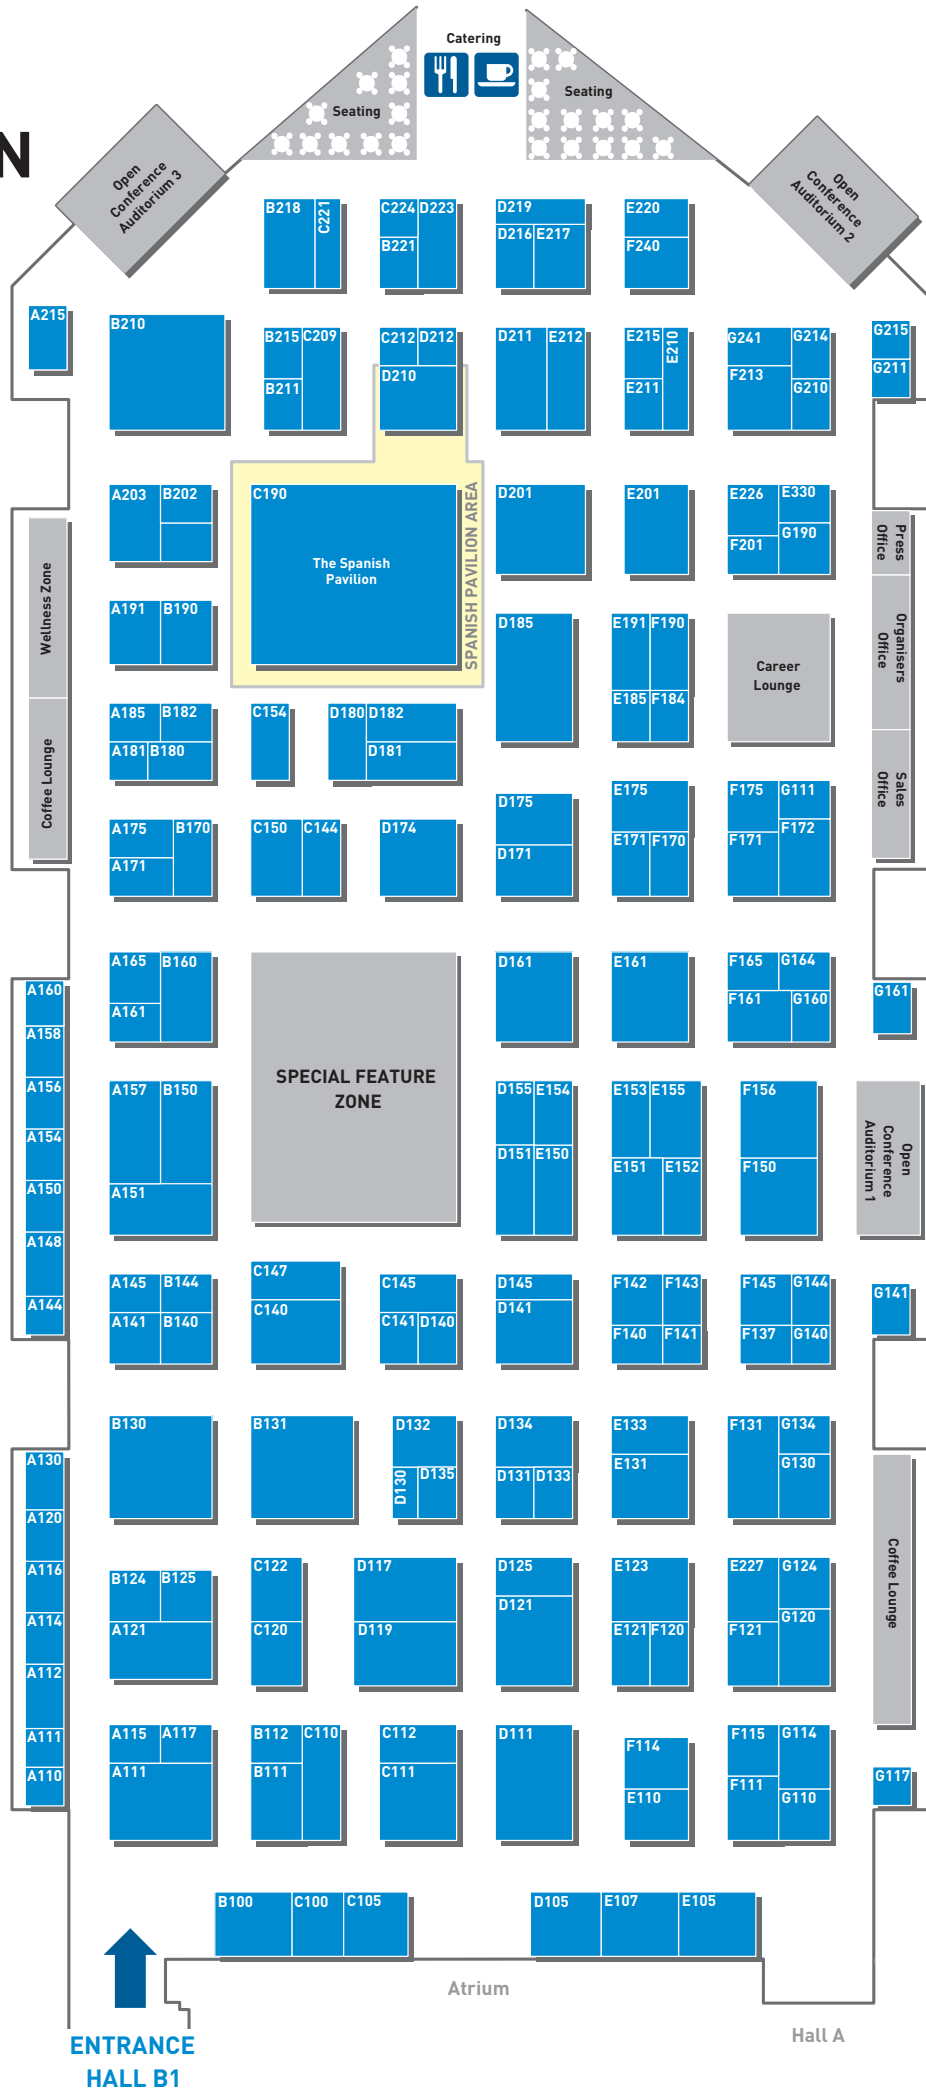 Catering
Seating
Seating
N
Open
Conference
Auditorium 3
Open
Conference
Auditorium 2
B218
C221
C224
D223
B221
D219
D216
E217
E220
F240
A215
B210
B215
C209
B211
C212
D212
D210
D211
E212
E215
E210
E211
G241
G214
F213
G210
G215
G211
A203
B202
C190
The Spanish
Pavilion
SPANISH PAVILION AREA
D201
E201
E226
E330
F201
G190
Press
Office
Organisers
Office
Sales
Office
Wellness Zone
Coffee Lounge
A191
B190
D185
E191
F190
E185
F184
Career
Lounge
A185
B182
A181
B180
C154
D180
D182
D181
D175
D171
E175
E171
F170
F175
G111
F171
F172
A175
B170
A171
C150
C144
D174
A165
B160
A161
SPECIAL FEATURE
ZONE
D161
E161
F165
G164
F161
G160
G161
A160
A158
A156
A154
A150
A148
A144
A157
B150
A151
D155
E154
D151
E150
E153
E155
E151
E152
F156
F150
Open
Conference
Auditorium 1
A145
B144
A141
B140
C147
C140
C145
C141
D140
D145
D141
F142
F143
F140
F141
F145
G144
F137
G140
G141
B130
B131
D132
D130
D135
D134
D131
D133
E133
E131
F131
G134
G130
A130
A120
A116
A114
A112
A111
A110
Coffee Lounge
B124
B125
A121
C122
C120
D117
D119
D125
D121
E123
E121
F120
E227
G124
F121
G120
A115
A117
A111
B112
C110
B111
C112
C111
D111
F114
E110
F115
G114
F111
G110
G117
B100
C100
C105
D105
E107
E105
Atrium
Hall A
ENTRANCE
HALL B1